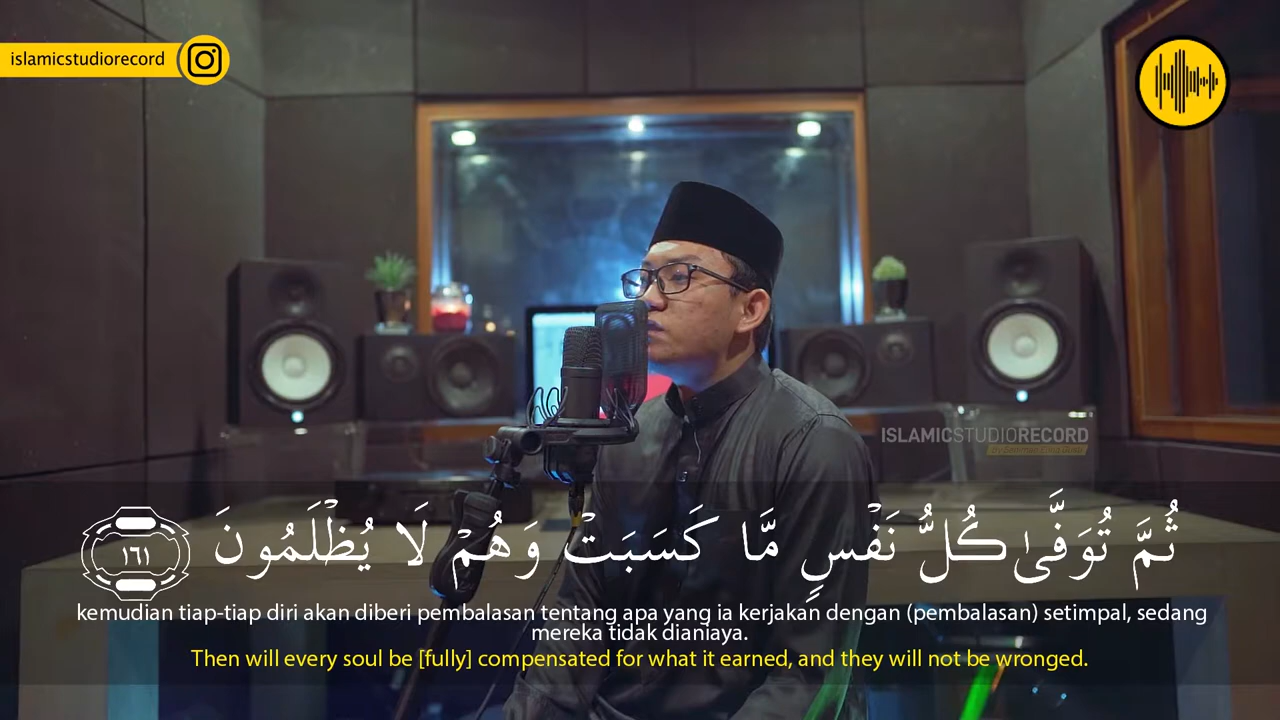 islamicstudiorecord
ISLAMICSTUDIORECORD
ثُمَّ تُوَفَّىٰ كُلُّ نَفْسٍ مَّا كَسَبَتْ وَهُمْ لَا يُظْلَمُونَ ١٦١
kemudian tiap-tiap diri akan diberi pembalasan tentang apa yang ia kerjakan dengan (pembalasan) setimpal, sedang
mereka tidak dianiaya.
Then will every soul be [fully] compensated for what it earned, and they will not be wronged.